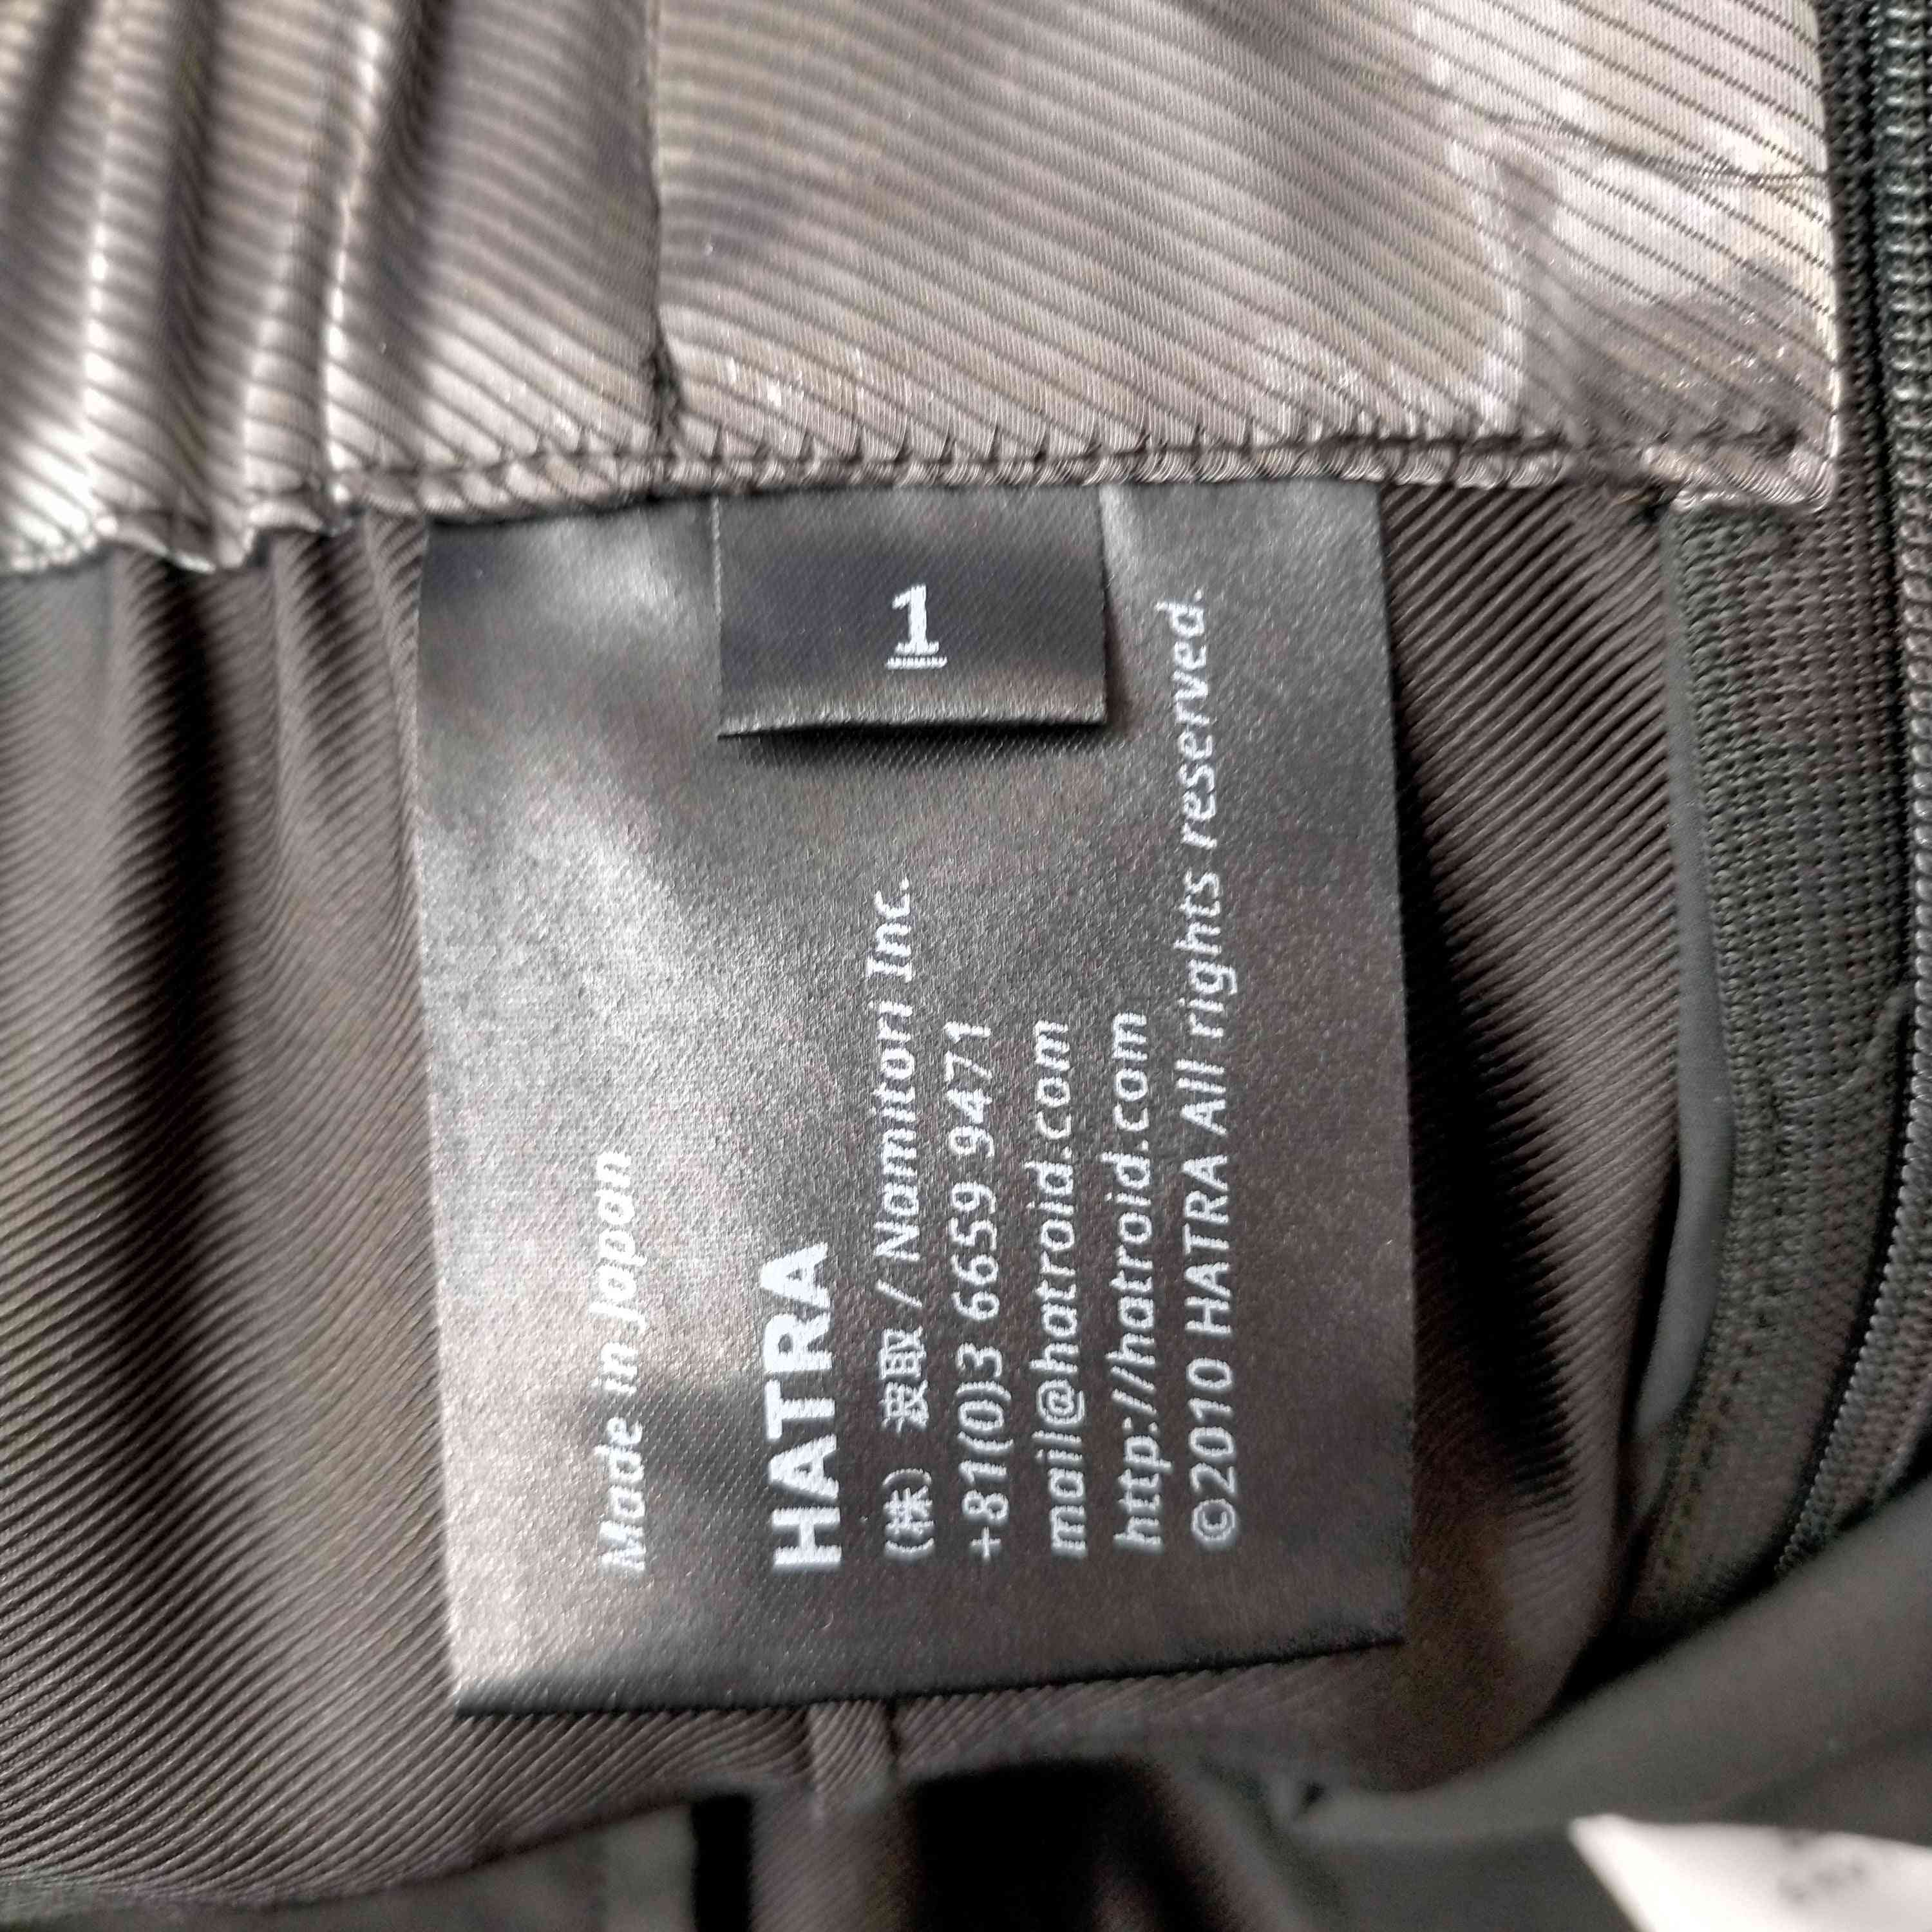 1
Made in Japan
HATRA
(株) 波取 / Namitori Inc.
+81(0)3 6659 9471
mail@hatroid.com
http://hatroid.com
©2010 HATRA All rights reserved.